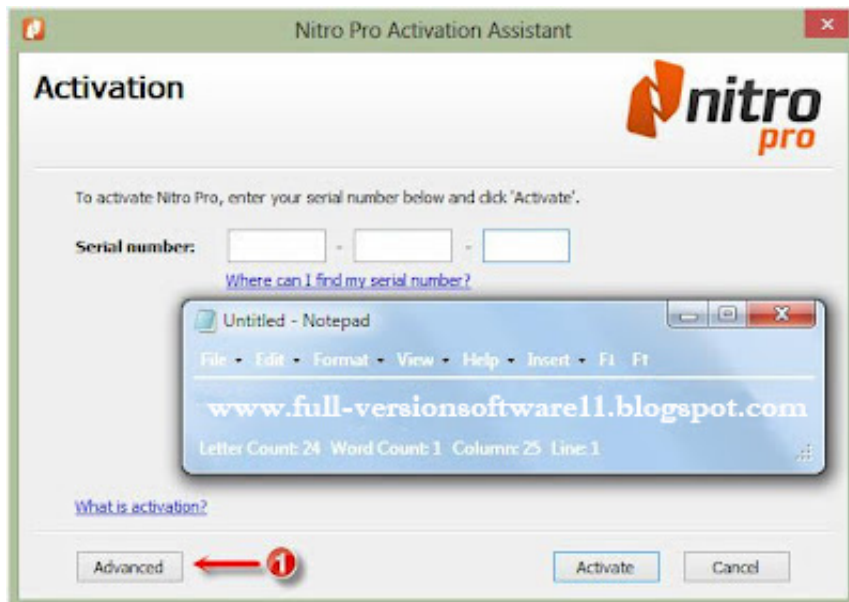 Nitro Pro Activation Assistant
Activation
nitro
pro
To activate Nitro Pro, enter your serial number below and click 'Activate'.
Serial number: - -
Where can I find my serial number?
Untitled - Notepad
File Edit Format View Help Insert F↓ F↑
www.full-versionsoftware11.blogspot.com
Letter Count: 24 Word Count: 1 Column: 25 Line: 1
What is activation?
Advanced 1 Activate Cancel